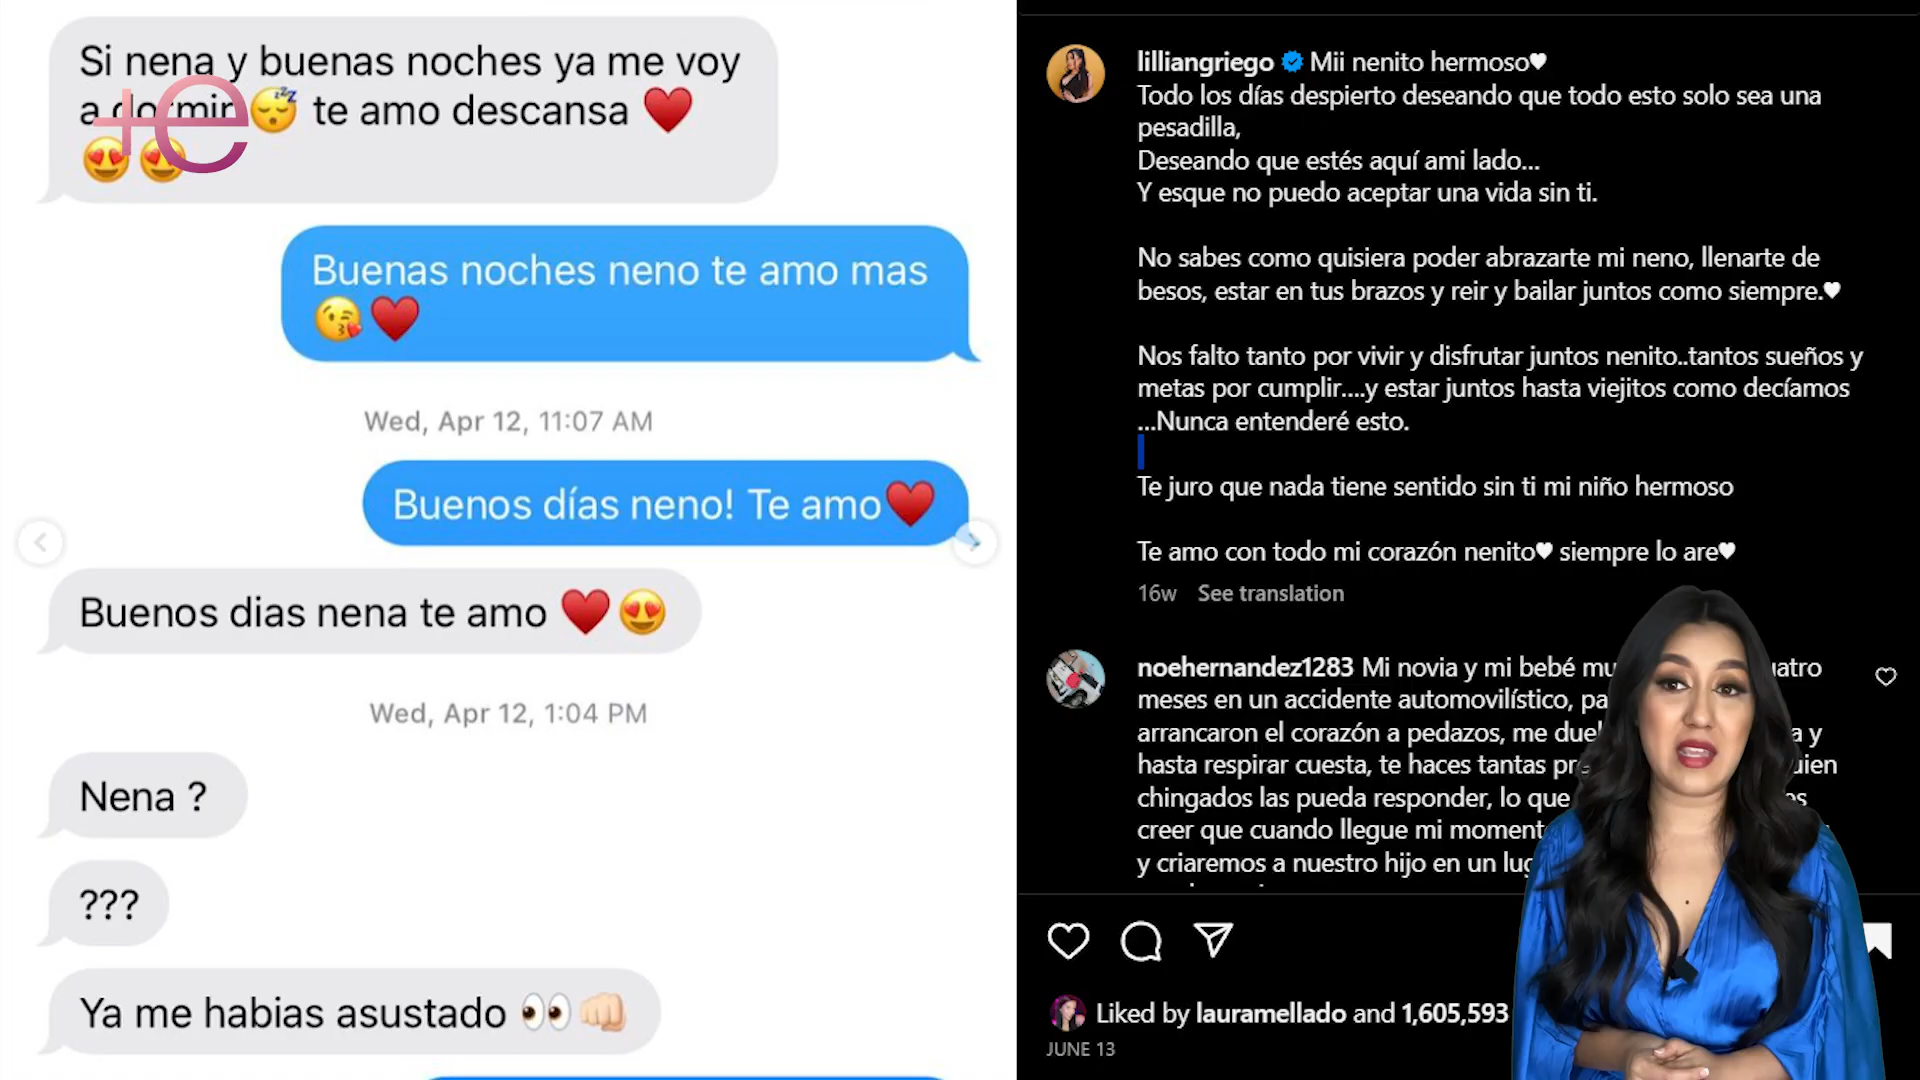 Si nena y buenas noches ya me voy
a dormir😴 te amo descansa ♥️
😍😍
+e
Buenas noches neno te amo mas
😘♥️
Wed, Apr 12, 11:07 AM
Buenos días neno! Te amo♥️
Buenos dias nena te amo ♥️😍
Wed, Apr 12, 1:04 PM
Nena ?
???
Ya me habias asustado 👀👊🏻
lilliangriego Mii nenito hermoso♥
Todo los días despierto deseando que todo esto solo sea una
pesadilla,
Deseando que estés aquí ami lado...
Y esque no puedo aceptar una vida sin ti.
No sabes como quisiera poder abrazarte mi neno, llenarte de
besos, estar en tus brazos y reir y bailar juntos como siempre.♥
Nos falto tanto por vivir y disfrutar juntos nenito..tantos sueños y
metas por cumplir....y estar juntos hasta viejitos como decíamos
...Nunca entenderé esto.
Te juro que nada tiene sentido sin ti mi niño hermoso
Te amo con todo mi corazón nenito♥ siempre lo are♥
16w See translation
noehernandez1283 Mi novia y mi bebé
meses en un accidente automovilístico,
arrancaron el corazón a pedazos, me y
hasta respirar cuesta, te haces tantas
chingados las pueda responder, lo que
creer que cuando llegue mi
y criaremos a nuestro hijo en un
Liked by lauramellado and 1,605,593
JUNE 13